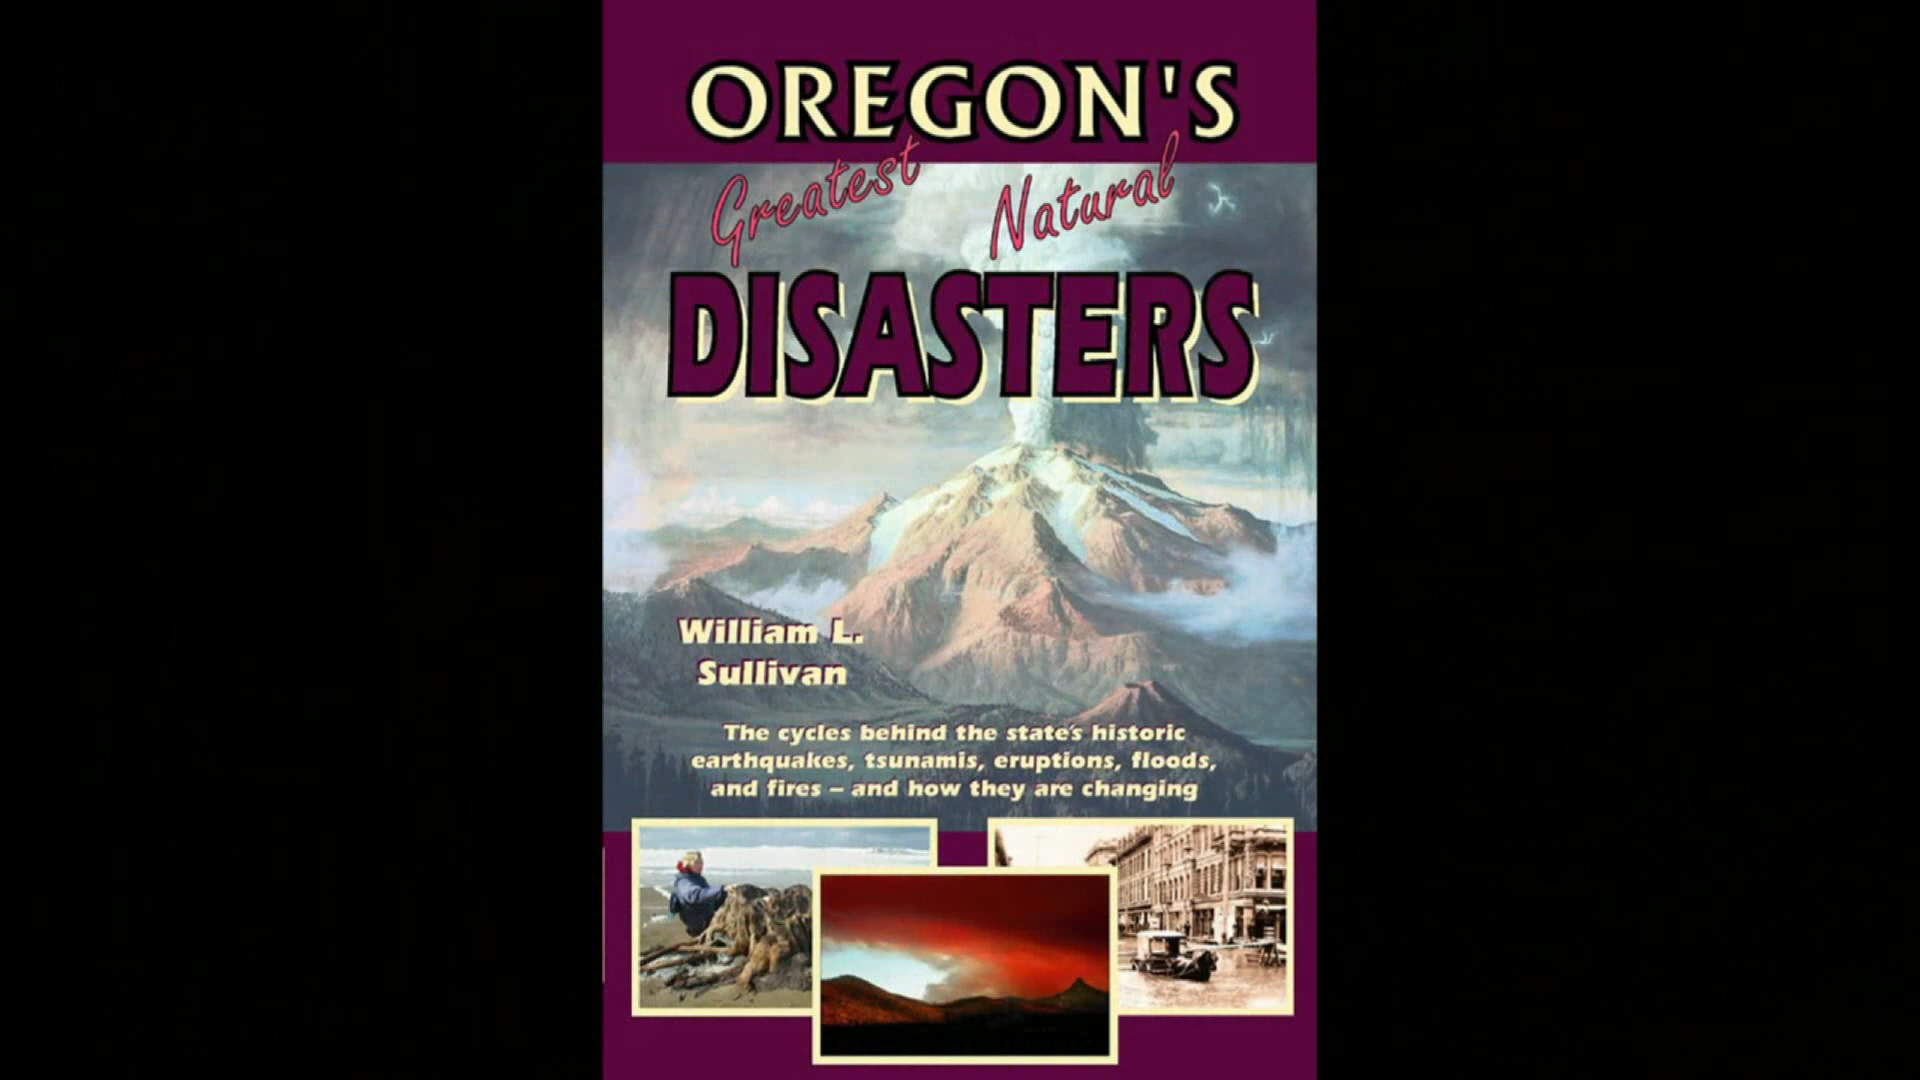 OREGON'S
Greatest Natural
DISASTERS
William L.
Sullivan
The cycles behind the state's historic
earthquakes, tsunamis, eruptions, floods,
and fires – and how they are changing